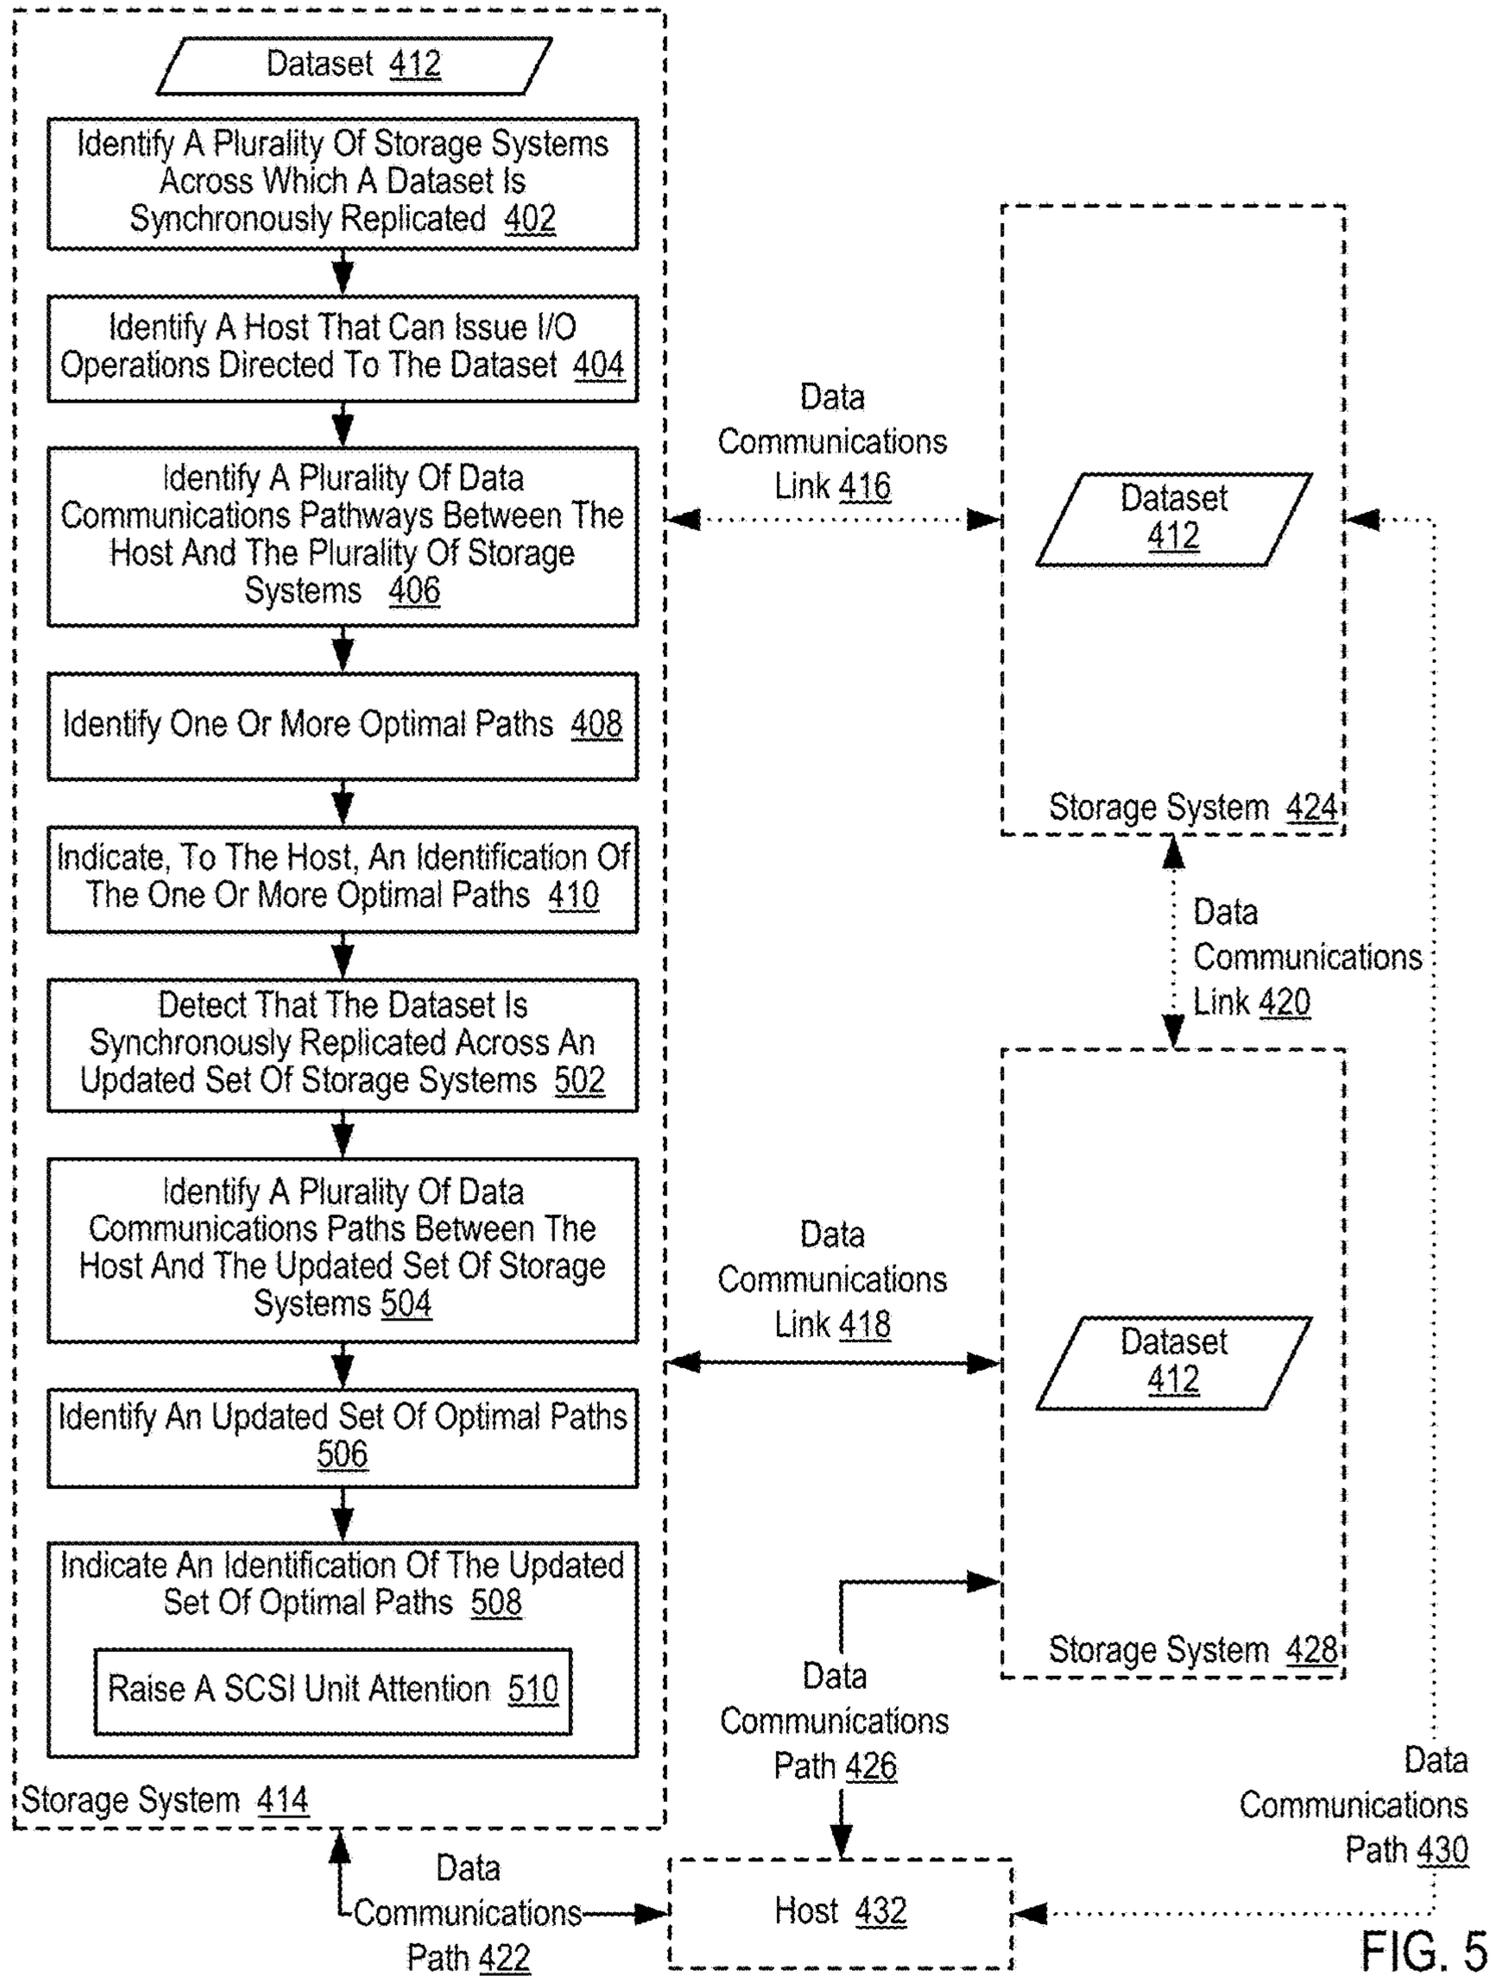 Dataset 412
Identify A Plurality Of Storage Systems
Across Which A Dataset Is
Synchronously Replicated 402
Identify A Host That Can Issue I/O
Operations Directed To The Dataset 404
Identify A Plurality Of Data
Communications Pathways Between The
Host And The Plurality Of Storage
Systems 406
Identify One Or More Optimal Paths 408
Indicate, To The Host, An Identification Of
The One Or More Optimal Paths 410
Detect That The Dataset Is
Synchronously Replicated Across An
Updated Set Of Storage Systems 502
Identify A Plurality Of Data
Communications Paths Between The
Host And The Updated Set Of Storage
Systems 504
Identify An Updated Set Of Optimal Paths
506
Indicate An Identification Of The Updated
Set Of Optimal Paths 508
Raise A SCSI Unit Attention 510
Storage System 414
Data
Communications
Link 416
Dataset
412
Storage System 424
Data
Communications
Link 420
Data
Communications
Link 418
Dataset
412
Storage System 428
Data
Communications
Path 426
Data
Communications
Path 430
Data
Communications
Path 422
Host 432
FIG. 5